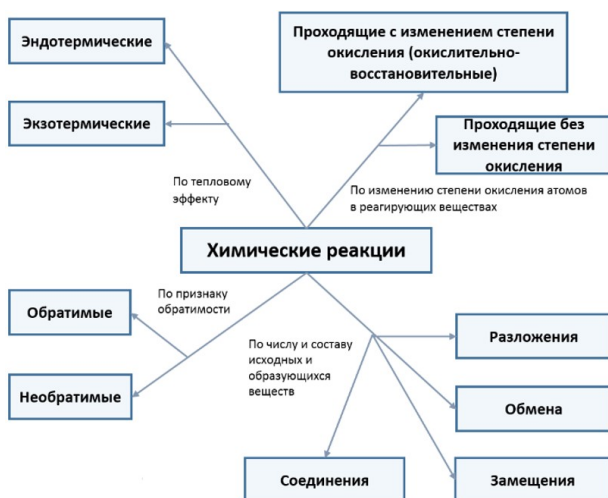 Эндотермические
Проходящие с изменением степени
окисления (окислительно-
восстановительные)
Экзотермические
Проходящие без
изменения степени
окисления
По тепловому
эффекту
По изменению степени окисления атомов
в реагирующих веществах
Химические реакции
По признаку
обратимости
Обратимые
Необратимые
По числу и составу
исходных и
образующихся
веществ
Разложения
Обмена
Соединения
Замещения